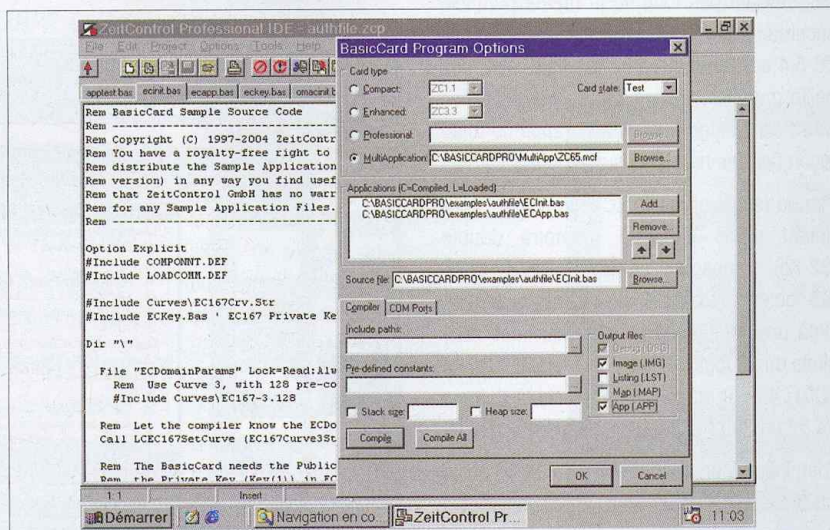 ZeitControl Professional IDE - authfile.zcp
File Edit Project Options Tools Help
apptest.bas ecinit.bas ecapp.bas eckey.bas omacinit.b
Rem BasicCard Sample Source Code
Rem
Rem Copyright (C) 1997-2004 ZeitContr
Rem You have a royalty-free right to
Rem distribute the Sample Application
Rem version) in any way you find usef
Rem that ZeitControl GmbH has no warr
Rem for any Sample Application Files.
Rem
Option Explicit
#Include COMPONNT.DEF
#Include LOADCOMM.DEF
#Include Curves\EC167Crv.Str
#Include ECKey.Bas ' EC167 Private Ke
Dir "\"
File "ECDomainParams" Lock=Read:Alw
Rem Use Curve 3, with 128 pre-co
#Include Curves\EC167-3.128
Rem Let the compiler know the ECDo
Call LCEC167SetCurve (EC167Curve3St
Rem The BasicCard needs the Public
Rem the Private Key (Key(1)) in EC
1: 1 Insert
BasicCard Program Options
Card type
Compact: ZC1.1 Card state: Test
Enhanced: ZC3.3
Professional: Browse...
MultiApplication: C:\BASICCARDPRO\MultiApp\ZC65.mcf Browse...
Applications (C=Compiled, L=Loaded)
C:\BASICCARDPRO\examples\authfile\ECInit.bas
C:\BASICCARDPRO\examples\authfile\ECApp.bas
Add...
Remove...
Source file: C:\BASICCARDPRO\examples\authfile\ECInit.bas Browse...
Compiler COM Ports
Include paths:
...
Pre-defined constants:
...
Stack size: Heap size:
Output files
Debug (DBG)
Image (.IMG)
Listing (.LST)
Map (.MAP)
App (.APP)
Compile Compile All
OK Cancel
Démarrer Navigation en co... ZeitControl Pr... 11:03